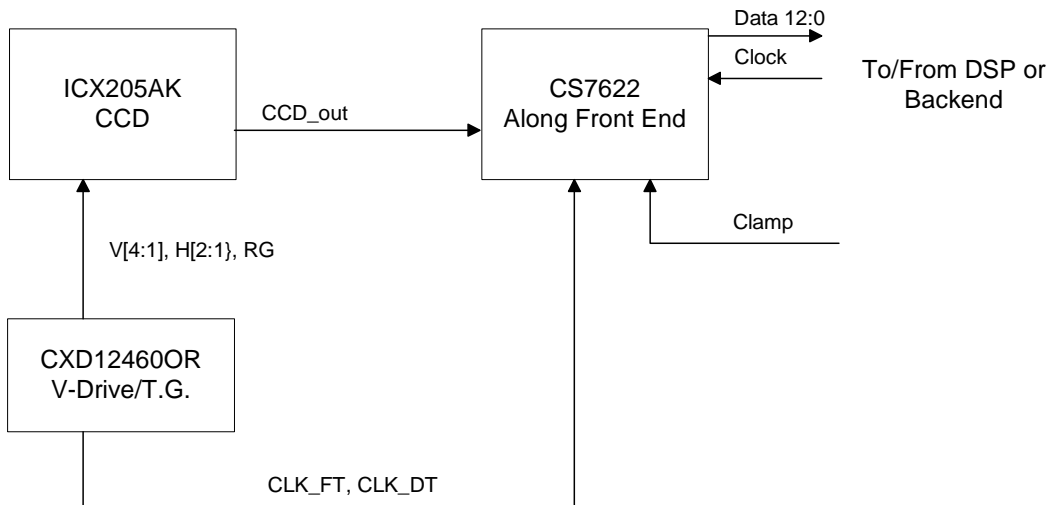 Data 12:0
ICX205AK
CCD
CCD_out
CS7622
Along Front End
Clock
To/From DSP or
Backend
Clamp
V[4:1], H[2:1}, RG
CXD12460OR
V-Drive/T.G.
CLK_FT, CLK_DT